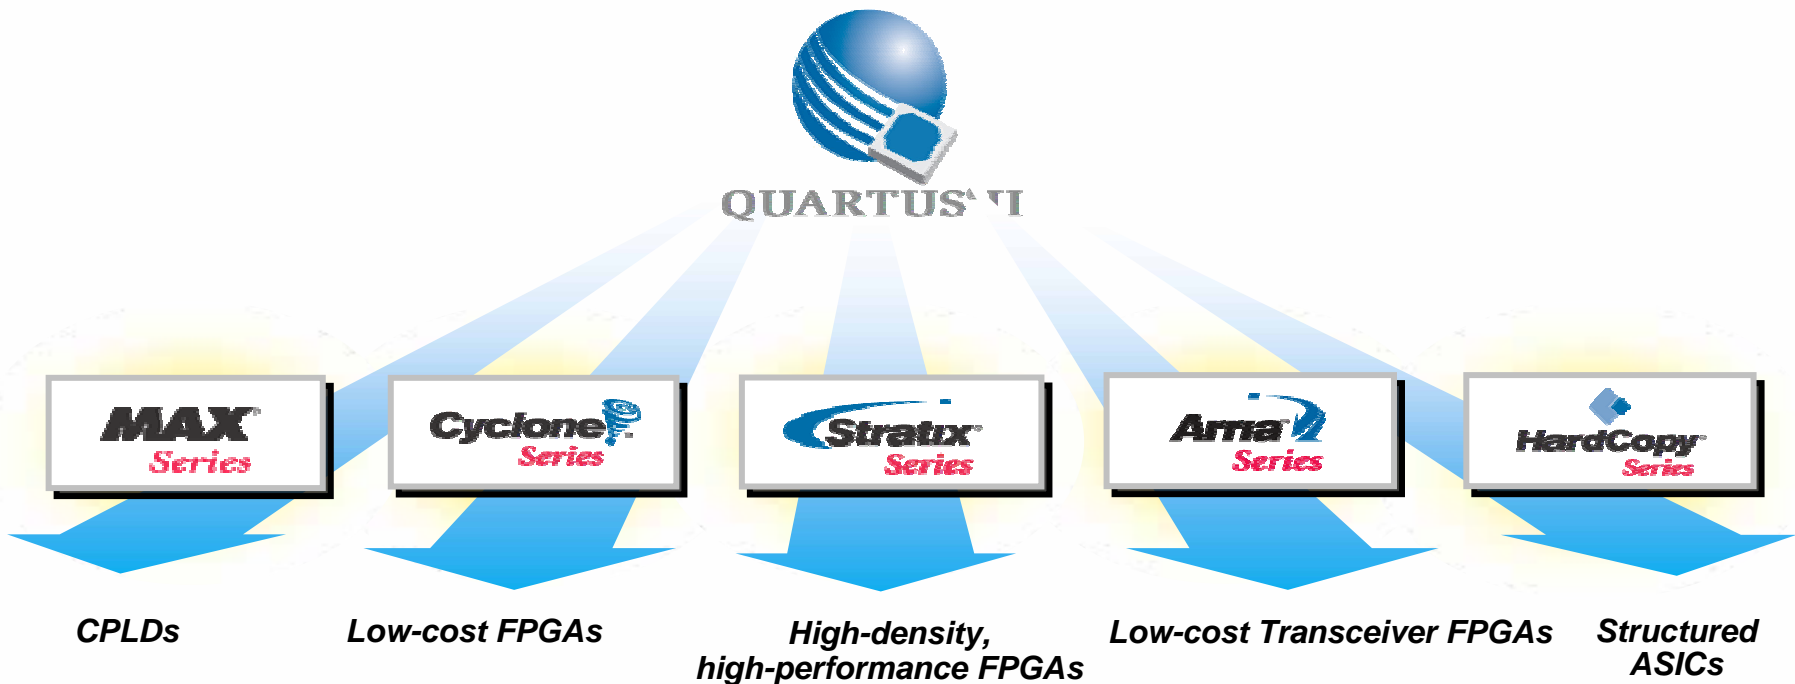 QUARTUS II
MAX®
Series
Cyclone
Series
Stratix
Series
Arria
Series
HardCopy
Series
CPLDs
Low-cost FPGAs
High-density,
high-performance FPGAs
Low-cost Transceiver FPGAs
Structured
ASICs